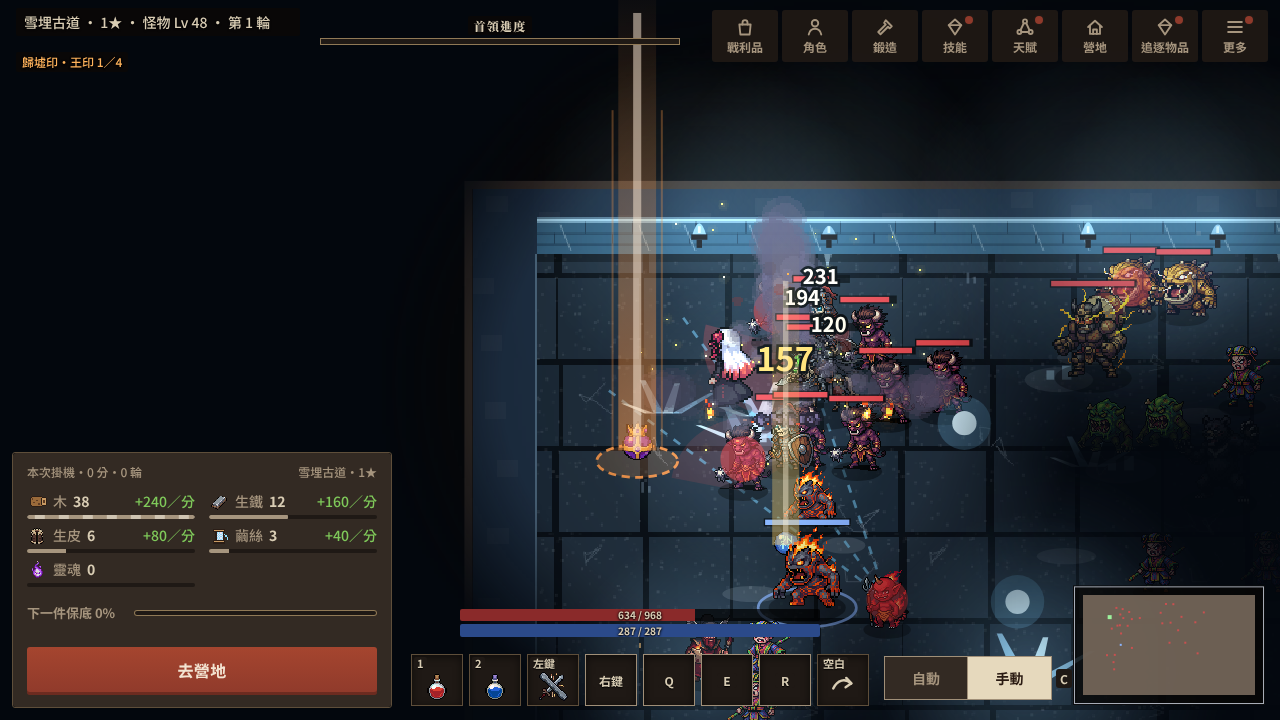 雪埋古道 · 1★ · 怪物 Lv 48 · 第 1 輪
歸墟印·王印 1／4
首領進度
戰利品
角色
鍛造
技能
天賦
營地
追逐物品
更多
231
194
120
157
本次掛機·0 分·0 輪
雪埋古道·1★
木 38 +240／分
生鐵 12 +160／分
生皮 6 +80／分
繭絲 3 +40／分
靈魂 0
下一件保底 0%
去營地
634 / 968
287 / 287
1
2
左鍵
右鍵
Q
E
R
空白
自動
手動
C